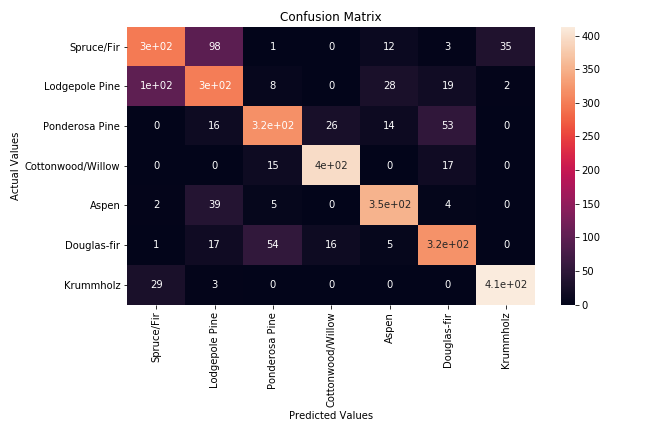 Confusion Matrix
Spruce/Fir 3e+02 98 1 0 12 3 35
Lodgepole Pine 1e+02 3e+02 8 0 28 19 2
Ponderosa Pine 0 16 3.2e+02 26 14 53 0
Cottonwood/Willow 0 0 15 4e+02 0 17 0
Aspen 2 39 5 0 3.5e+02 4 0
Douglas-fir 1 17 54 16 5 3.2e+02 0
Krummholz 29 3 0 0 0 0 4.1e+02
Actual Values
Spruce/Fir
Lodgepole Pine
Ponderosa Pine
Cottonwood/Willow
Aspen
Douglas-fir
Krummholz
Predicted Values
400
350
300
250
200
150
100
50
0